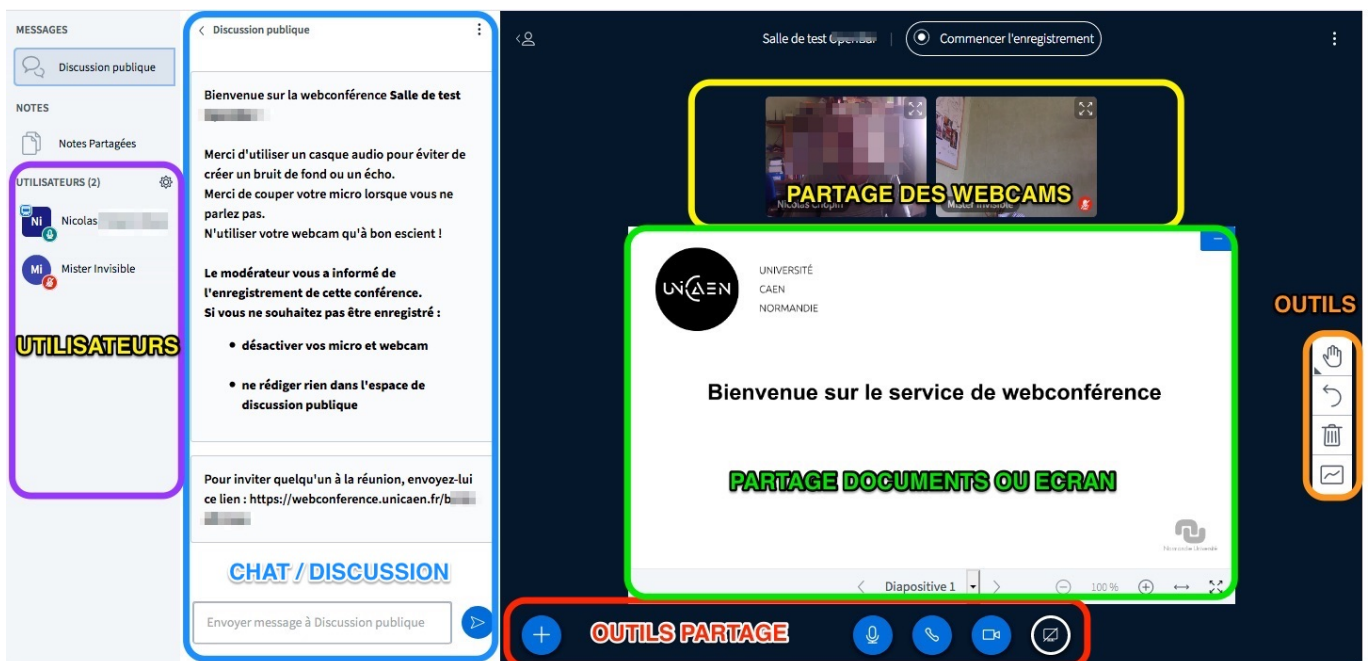 MESSAGES
Discussion publique
NOTES
Notes Partagées
UTILISATEURS (2)
Ni
Nicolas
Mi
Mister Invisible
UTILISATEURS
Discussion publique
Bienvenue sur la webconférence Salle de test
Merci d'utiliser un casque audio pour éviter de
créer un bruit de fond ou un écho.
Merci de couper votre micro lorsque vous ne
parlez pas.
N'utiliser votre webcam qu'à bon escient !
Le modérateur vous a informé de
l'enregistrement de cette conférence.
Si vous ne souhaitez pas être enregistré :
• désactiver vos micro et webcam
• ne rédiger rien dans l'espace de
discussion publique
Pour inviter quelqu'un à la réunion, envoyez-lui
ce lien : https://webconference.unicaen.fr/b
CHAT / DISCUSSION
Envoyer message à Discussion publique
Salle de test
Commencer l'enregistrement
PARTAGE DES WEBCAMS
Mister Invisible
UNICAEN
UNIVERSITÉ
CAEN
NORMANDIE
Bienvenue sur le service de webconférence
PARTAGE DOCUMENTS OU ECRAN
Normandie Université
Diapositive 1
100 %
OUTILS PARTAGE
OUTILS